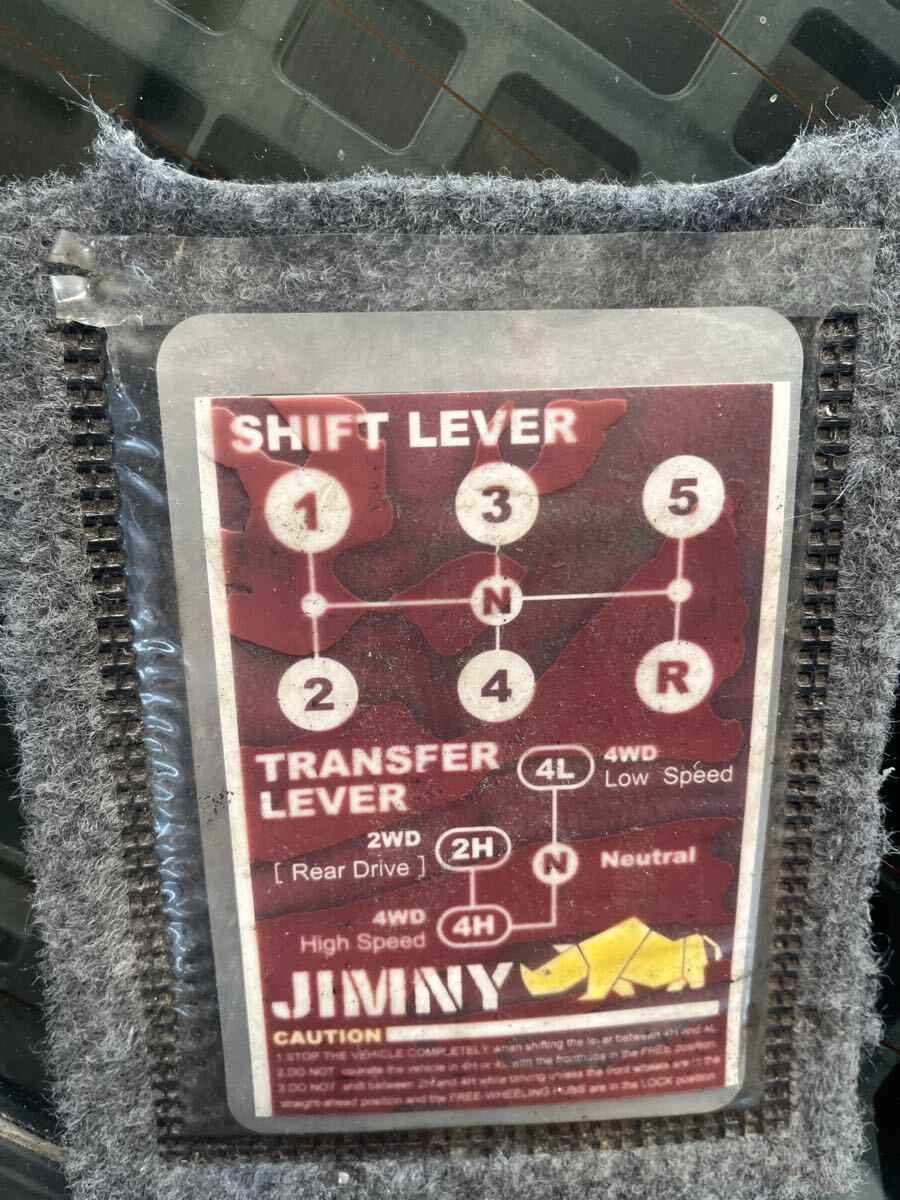 SHIFT LEVER
1 3 5
N
2 4 R
TRANSFER
LEVER
4L 4WD
Low Speed
2WD
[ Rear Drive ] 2H
N Neutral
4WD
High Speed 4H
JIMNY
CAUTION
1.STOP THE VEHICLE COMPLETELY when shifting the lever between 4H and 4L
2.DO NOT operate the vehicle in 4H or 4L with the fronthubs in the FREE position
3.DO NOT shift between 2H and 4H while driving unless the front wheels are in the
straight-ahead position and the FREE-WHEELING HUBS are in the LOCK position